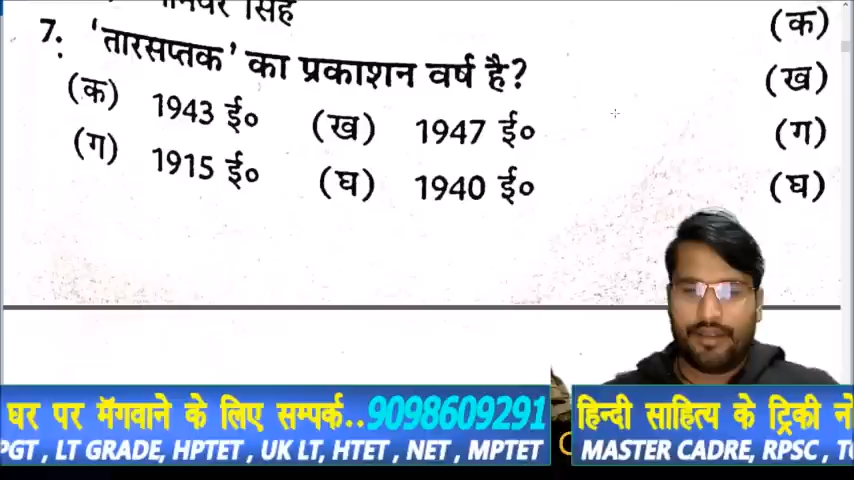 सिंह
7. 'तारसप्तक' का प्रकाशन वर्ष है?
(क) 1943 ई० (ख) 1947 ई०
(ग) 1915 ई० (घ) 1940 ई०
(क)
(ख)
(ग)
(घ)
घर पर मॅगवाने के लिए सम्पर्क..9098609291
PGT , LT GRADE, HPTET , UK LT, HTET , NET , MPTET
हिन्दी साहित्य के ट्रिकी
MASTER CADRE, RPSC ,